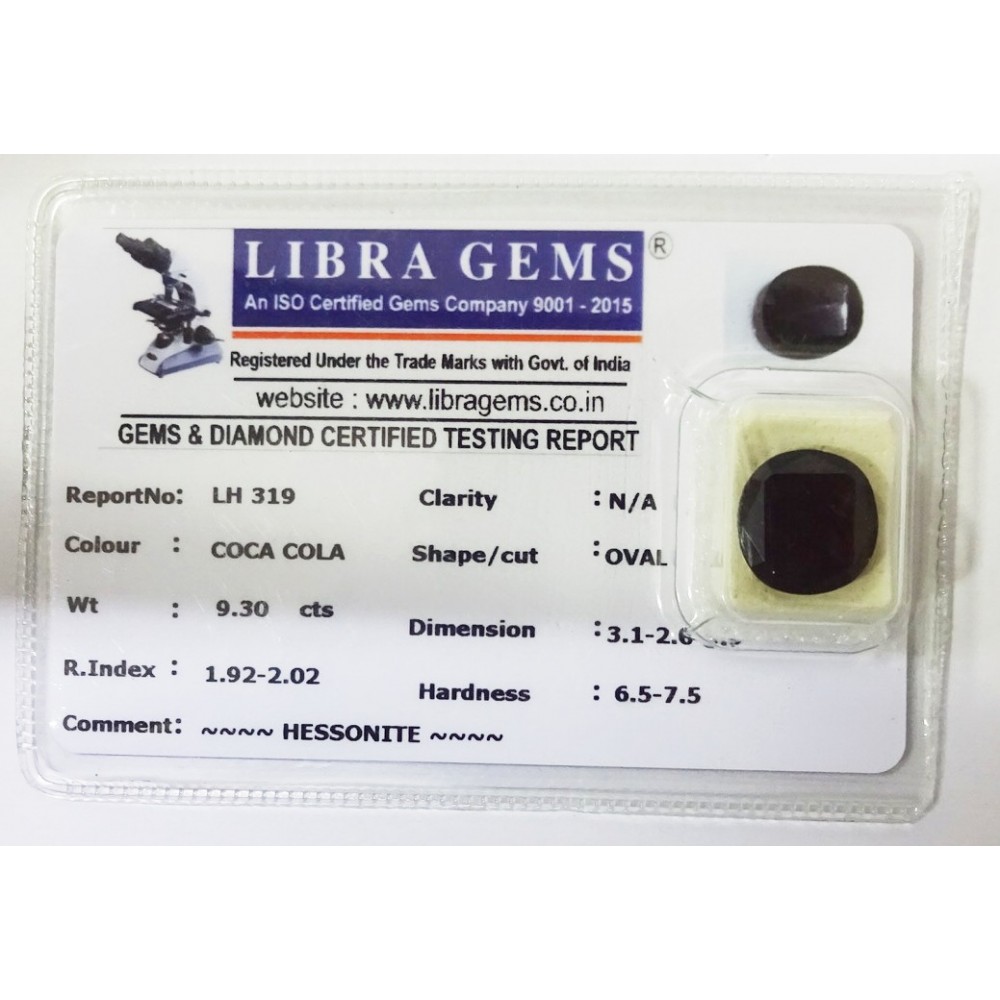 LIBRA GEMS ®
An ISO Certified Gems Company 9001 - 2015
Registered Under the Trade Marks with Govt. of India
website : www.libragems.co.in
GEMS & DIAMOND CERTIFIED TESTING REPORT
ReportNo: LH 319
Colour : COCA COLA
Wt : 9.30 cts
R.Index : 1.92-2.02
Comment: ~~~~ HESSONITE ~~~~
Clarity : N/A
Shape/cut : OVAL
Dimension : 3.1-2.6
Hardness : 6.5-7.5